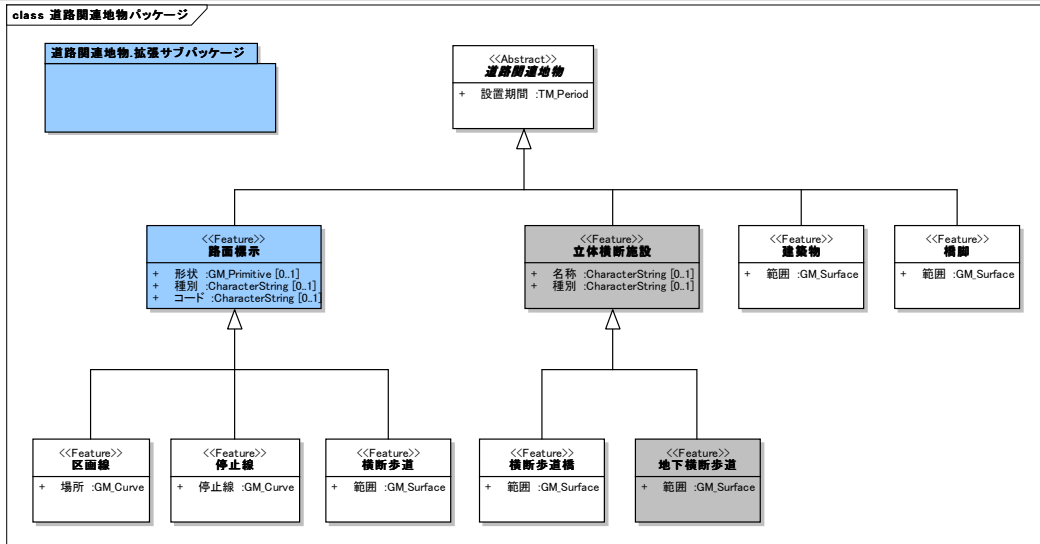 class 道路関連地物パッケージ
道路関連地物.拡張サブパッケージ
<<Abstract>>
道路関連地物
+ 設置期間 :TM_Period
<<Feature>>
路面標示
+ 形状 :GM_Primitive [0..1]
+ 種別 :CharacterString [0..1]
+ コード :CharacterString [0..1]
<<Feature>>
立体横断施設
+ 名称 :CharacterString [0..1]
+ 種別 :CharacterString [0..1]
<<Feature>>
建築物
+ 範囲 :GM_Surface
<<Feature>>
橋脚
+ 範囲 :GM_Surface
<<Feature>>
区画線
+ 場所 :GM_Curve
<<Feature>>
停止線
+ 停止線 :GM_Curve
<<Feature>>
横断歩道
+ 範囲 :GM_Surface
<<Feature>>
横断歩道橋
+ 範囲 :GM_Surface
<<Feature>>
地下横断歩道
+ 範囲 :GM_Surface